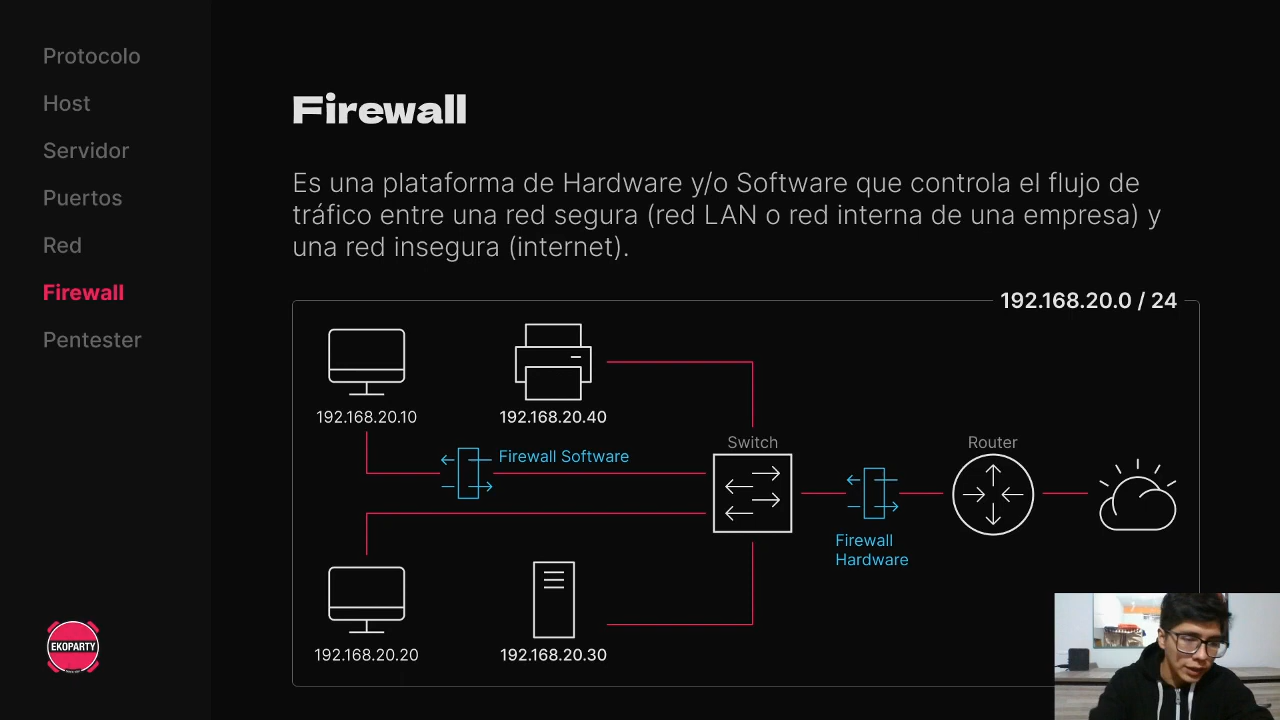 Protocolo
Host
Servidor
Puertos
Red
Firewall
Pentester
EKOPARTY
Firewall
Es una plataforma de Hardware y/o Software que controla el flujo de
tráfico entre una red segura (red LAN o red interna de una empresa) y
una red insegura (internet).
192.168.20.0 / 24
192.168.20.10
192.168.20.40
Firewall Software
Switch
Router
Firewall
Hardware
192.168.20.20
192.168.20.30